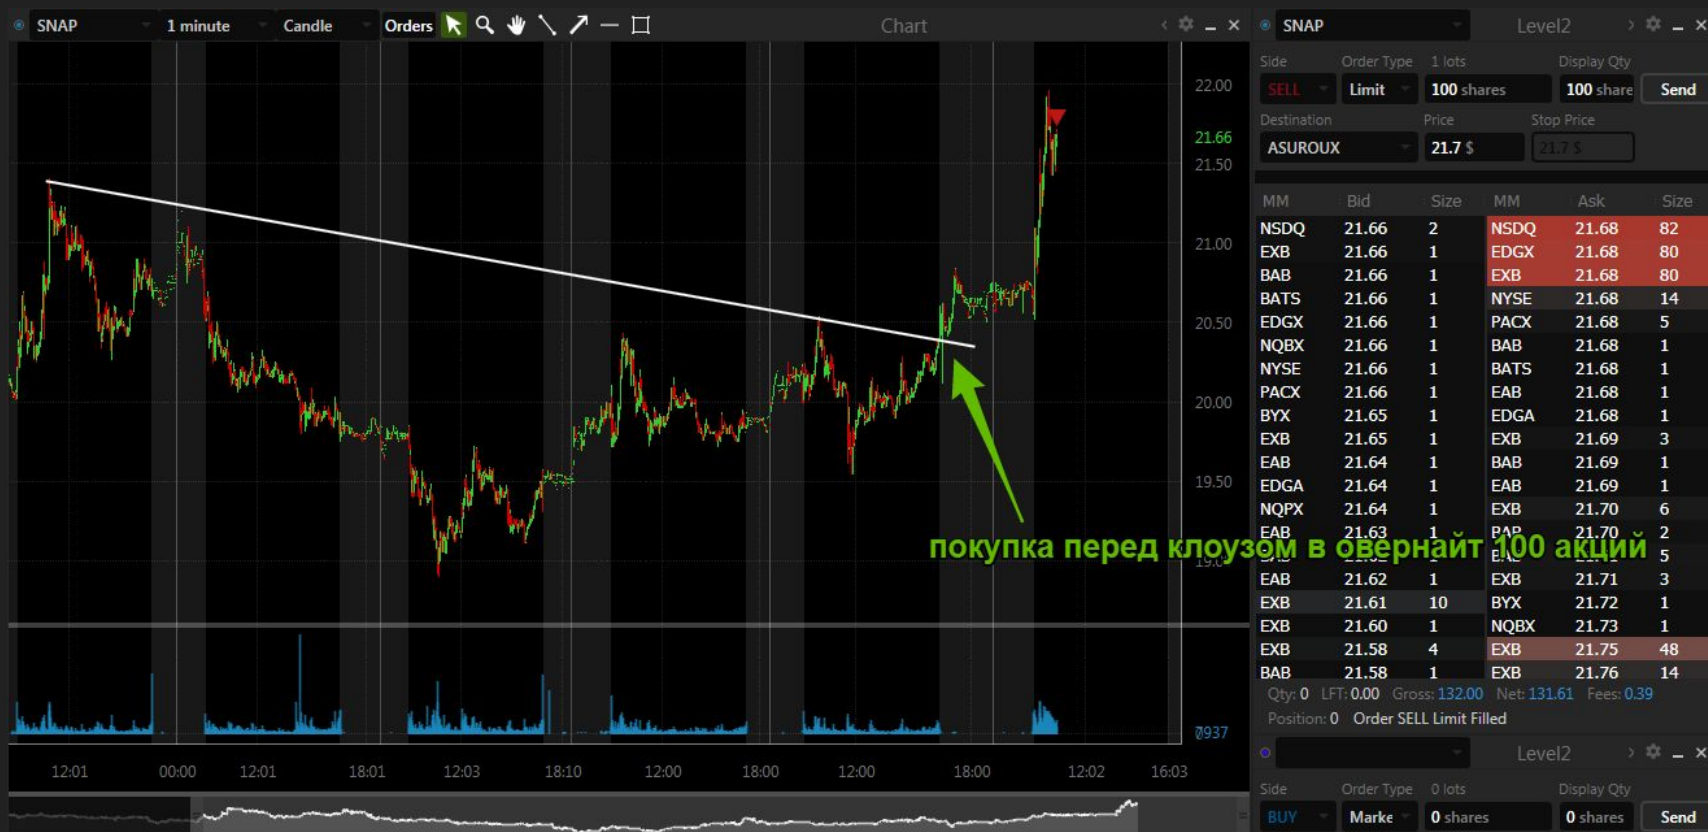 SNAP 1 minute Candle Orders Chart
SNAP Level2
Side Order Type 1 lots Display Qty
SELL Limit 100 shares 100 share Send
Destination Price Stop Price
ASUROUX 21.7 $ 21.7 $
22.00
21.66
21.50
21.00
20.50
20.00
19.50
MM Bid Size MM Ask Size
NSDQ 21.66 2 NSDQ 21.68 82
EXB 21.66 1 EDGX 21.68 80
BAB 21.66 1 EXB 21.68 80
BATS 21.66 1 NYSE 21.68 14
EDGX 21.66 1 PACX 21.68 5
NQBX 21.66 1 BAB 21.68 1
NYSE 21.66 1 BATS 21.68 1
PACX 21.66 1 EAB 21.68 1
BYX 21.65 1 EDGA 21.68 1
EXB 21.65 1 EXB 21.69 3
EAB 21.64 1 BAB 21.69 1
EDGA 21.64 1 EAB 21.69 1
NQPX 21.64 1 EXB 21.70 6
EAB 21.63 1 BAB 21.70 2
покупка перед клоузом в овернайт 100 акций
5
EAB 21.62 1 EXB 21.71 3
EXB 21.61 10 BYX 21.72 1
EXB 21.60 1 NQBX 21.73 1
EXB 21.58 4 EXB 21.75 48
BAB 21.58 1 EXB 21.76 14
Qty: 0 LFT: 0.00 Gross: 132.00 Net: 131.61 Fees: 0.39
Position: 0 Order SELL Limit Filled
12:01 00:00 12:01 18:01 12:03 18:10 12:00 18:00 12:00 18:00 12:02 16:03
Level2
Side Order Type 0 lots Display Qty
BUY Marke 0 shares 0 shares Send